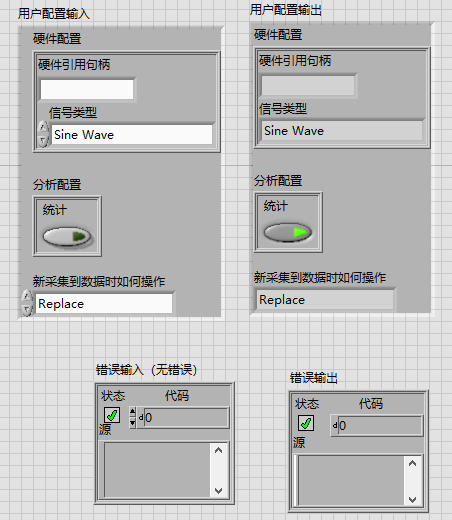 用户配置输入
硬件配置
硬件引用句柄
信号类型
Sine Wave
分析配置
统计
新采集到数据时如何操作
Replace
用户配置输出
硬件配置
硬件引用句柄
信号类型
Sine Wave
分析配置
统计
新采集到数据时如何操作
Replace
错误输入（无错误）
状态 代码
d0
源
错误输出
状态 代码
d0
源